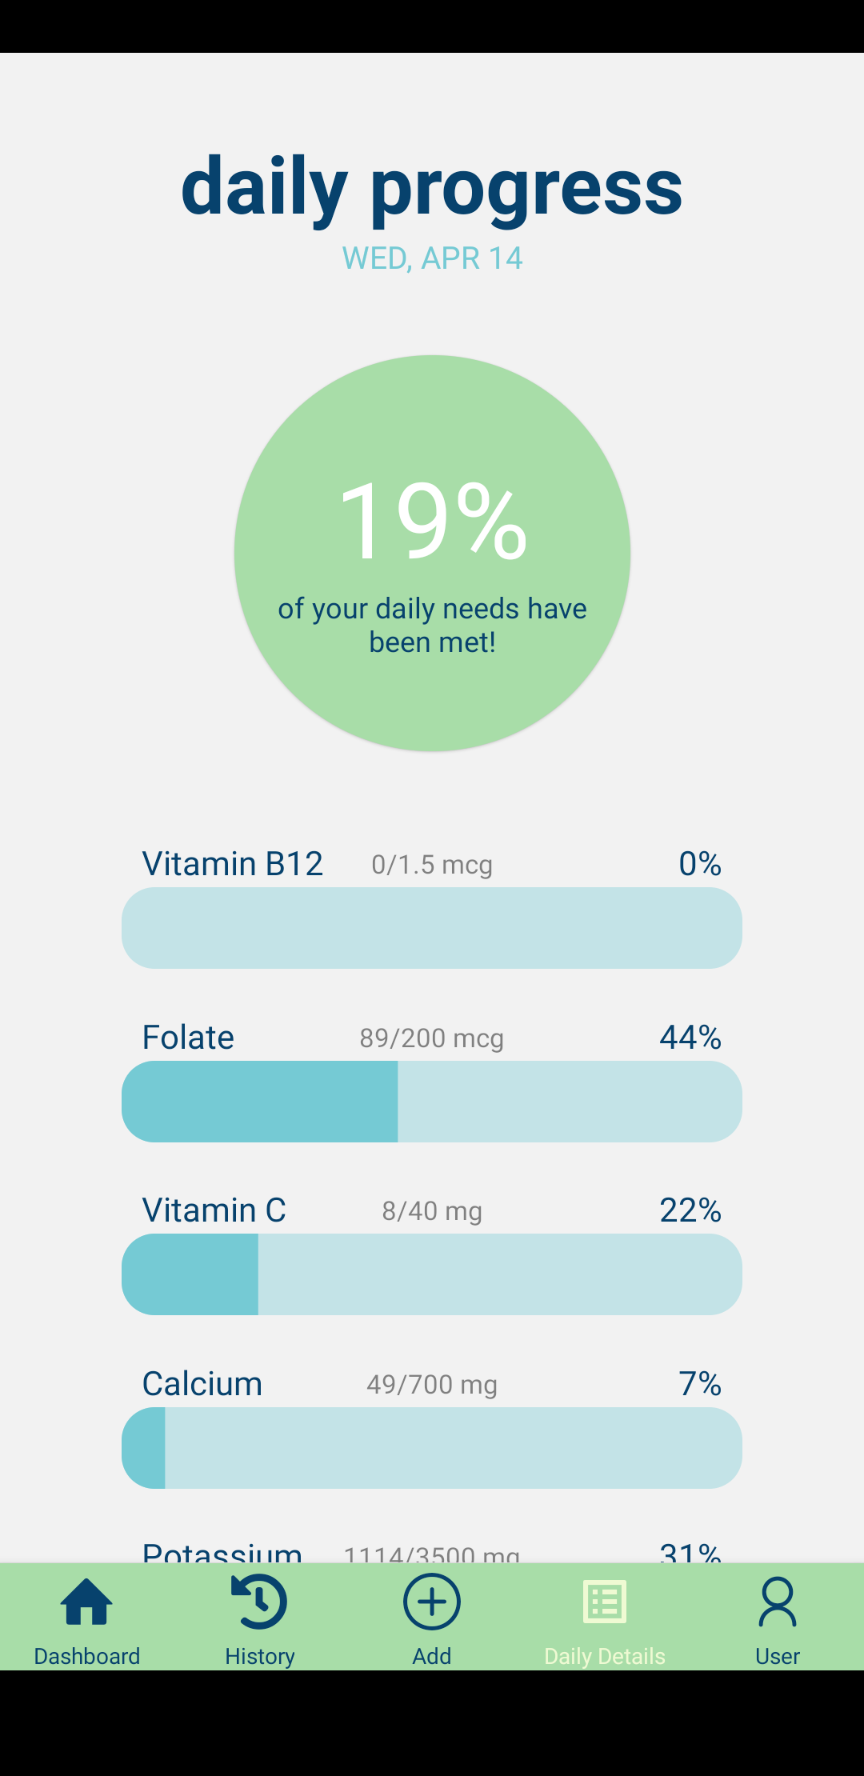 daily progress
WED, APR 14
19%
of your daily needs have
been met!
Vitamin B12 0/1.5 mcg 0%
Folate 89/200 mcg 44%
Vitamin C 8/40 mg 22%
Calcium 49/700 mg 7%
Potassium 1114/3500 mg 31%
Dashboard History Add Daily Details User